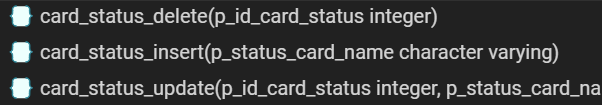 card_status_delete(p_id_card_status integer)
card_status_insert(p_status_card_name character varying)
card_status_update(p_id_card_status integer, p_status_card_na